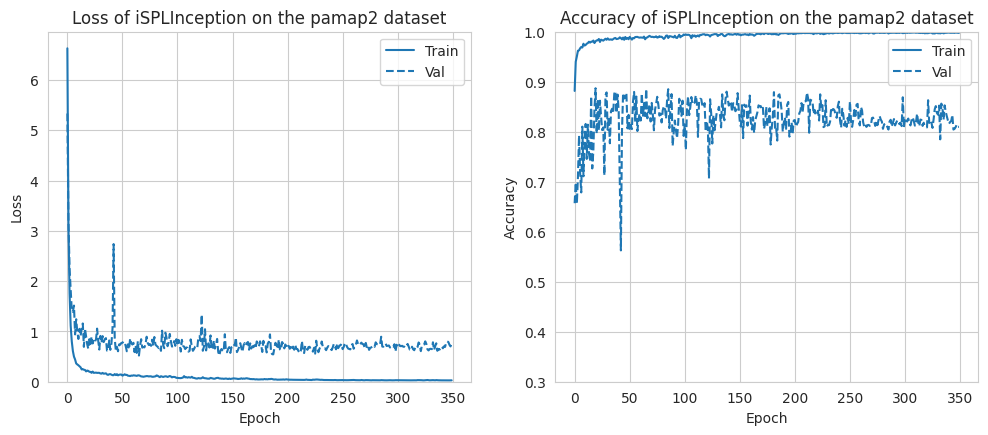 Loss of iSPLInception on the pamap2 dataset
Train
Val
6
5
4
3
2
1
0
Loss
0 50 100 150 200 250 300 350
Epoch
Accuracy of iSPLInception on the pamap2 dataset
Train
Val
1.0
0.9
0.8
0.7
0.6
0.5
0.4
0.3
Accuracy
0 50 100 150 200 250 300 350
Epoch